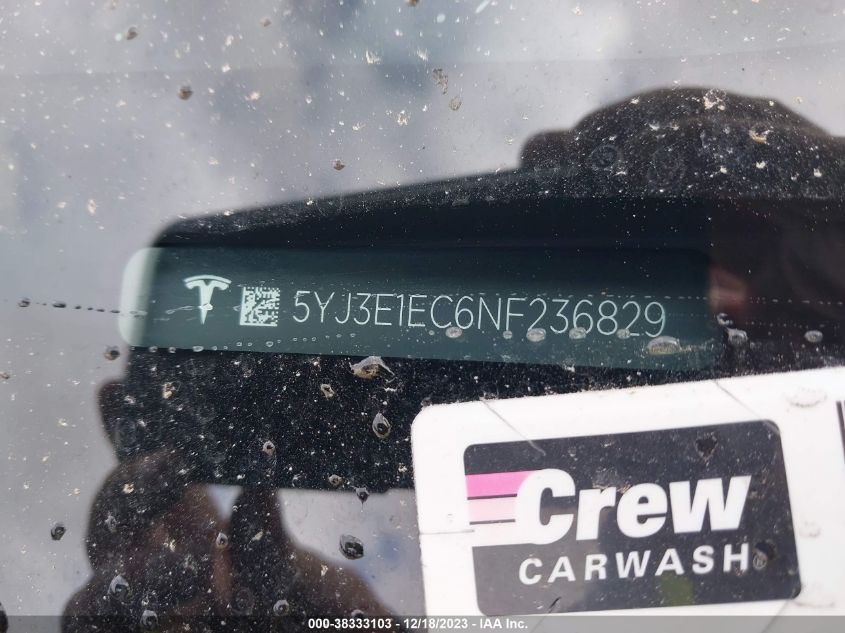 5YJ3E1EC6NF236829
Crew
CARWASH
000-38333103 - 12/18/2023 - IAA Inc.